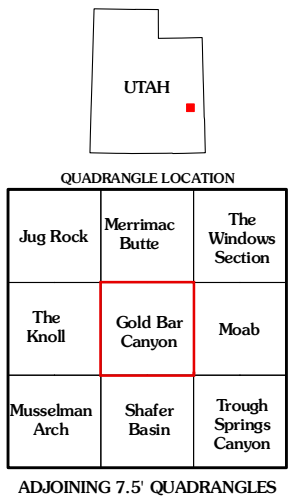 UTAH
QUADRANGLE LOCATION
Jug Rock
Merrimac
Butte
The
Windows
Section
The
Knoll
Gold Bar
Canyon
Moab
Musselman
Arch
Shafer
Basin
Trough
Springs
Canyon
ADJOINING 7.5' QUADRANGLES